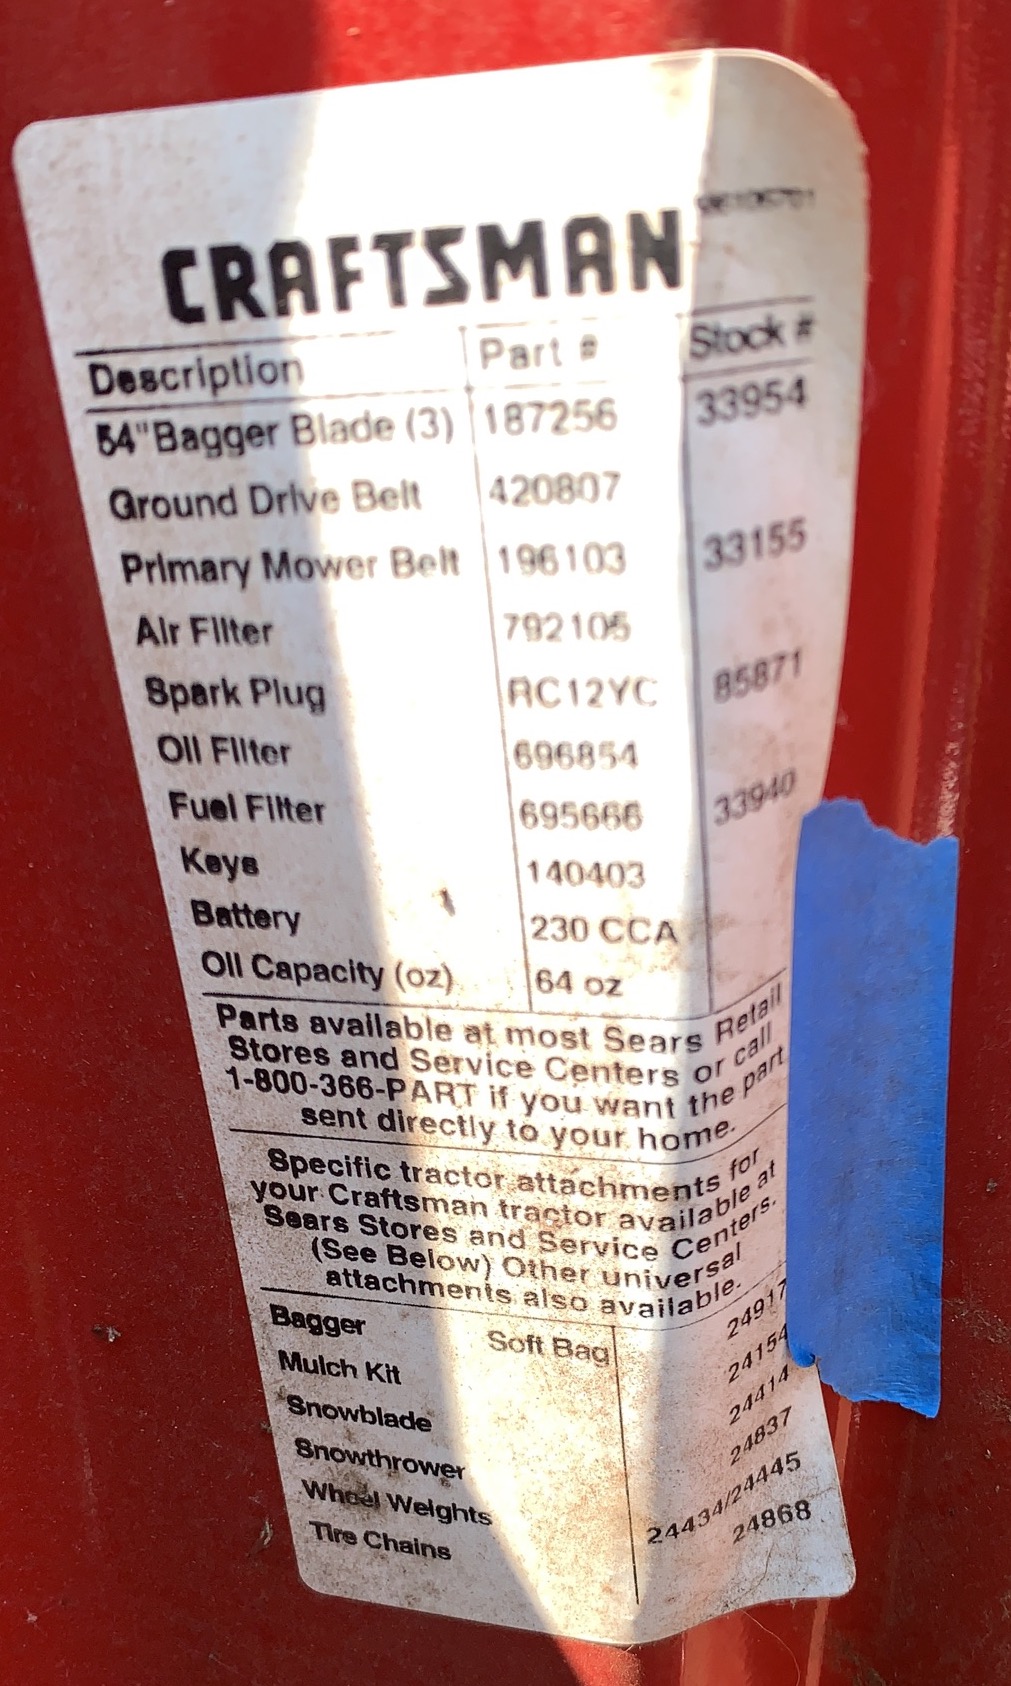 CRAFTSMAN
Description Part # Stock #
54" Bagger Blade (3) 187256 33954
Ground Drive Belt 420807
Primary Mower Belt 196103 33155
Air Filter 792105
Spark Plug RC12YC 85871
Oil Filter 696854
Fuel Filter 695666 33940
Keys 140403
Battery 230 CCA
Oil Capacity (oz) 64 oz
Parts available at most Sears Retail
Stores and Service Centers or call
1-800-366-PART if you want the part
sent directly to your home.
Specific tractor attachments for
your Craftsman tractor available at
Sears Stores and Service Centers.
(See Below) Other universal
attachments also available.
Bagger Soft Bag 24917
Mulch Kit 24154
Snowblade 24414
Snowthrower 24837
Wheel Weights 24434/24445
Tire Chains 24868